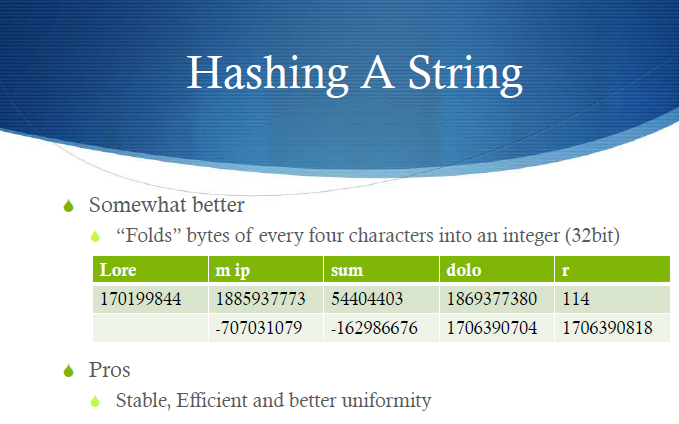 Hashing A String
Somewhat better
“Folds” bytes of every four characters into an integer (32bit)
Lore m ip sum dolo r
170199844 1885937773 54404403 1869377380 114
-707031079 -162986676 1706390704 1706390818
Pros
Stable, Efficient and better uniformity